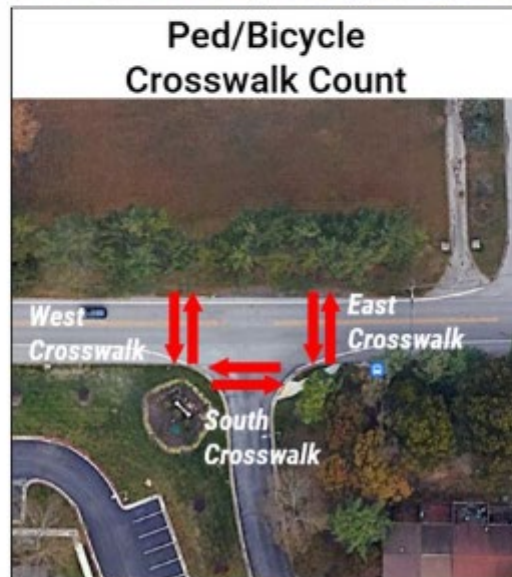 Ped/Bicycle
Crosswalk Count
West
Crosswalk
East
Crosswalk
South
Crosswalk